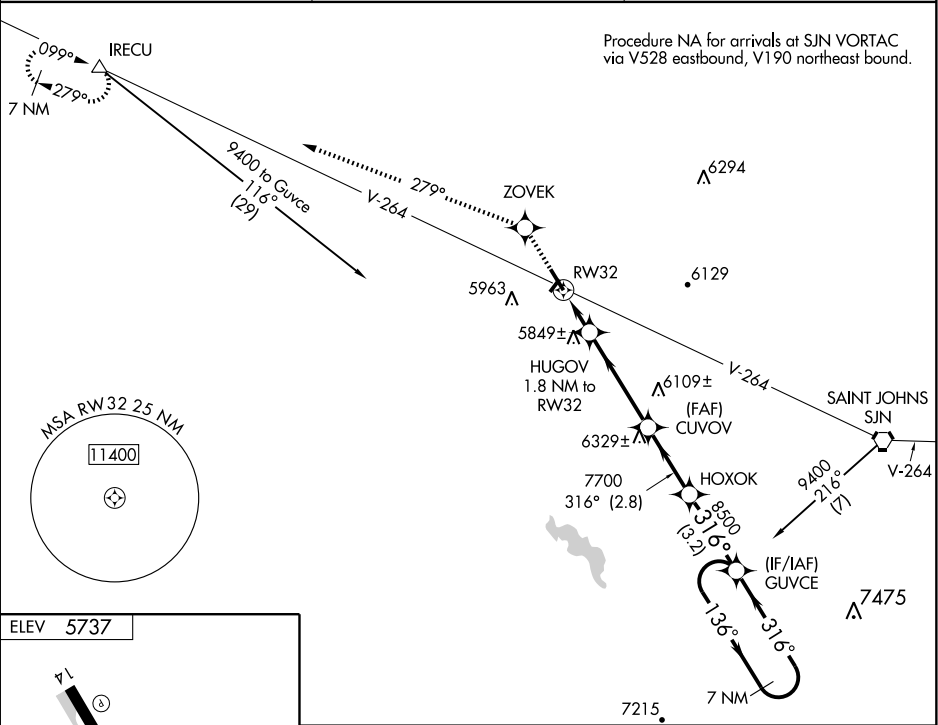 Procedure NA for arrivals at SJN VORTAC
via V528 eastbound, V190 northeast bound.
099°
IRECU
279°
7 NM
9400 to Guvce
116°
(29)
V-264
279°
ZOVEK
6294
RW32
6129
5963
5849±
HUGOV
1.8 NM to
RW32
V-264
6109±
(FAF)
CUVOV
6329±
SAINT JOHNS
SJN
V-264
9400
216°
(7)
MSA RW32 25 NM
11400
7700
316° (2.8)
HOXOK
8500
316°
(3.2)
(IF/IAF)
GUVCE
7475
136°
316°
7 NM
7215
ELEV 5737
14
P